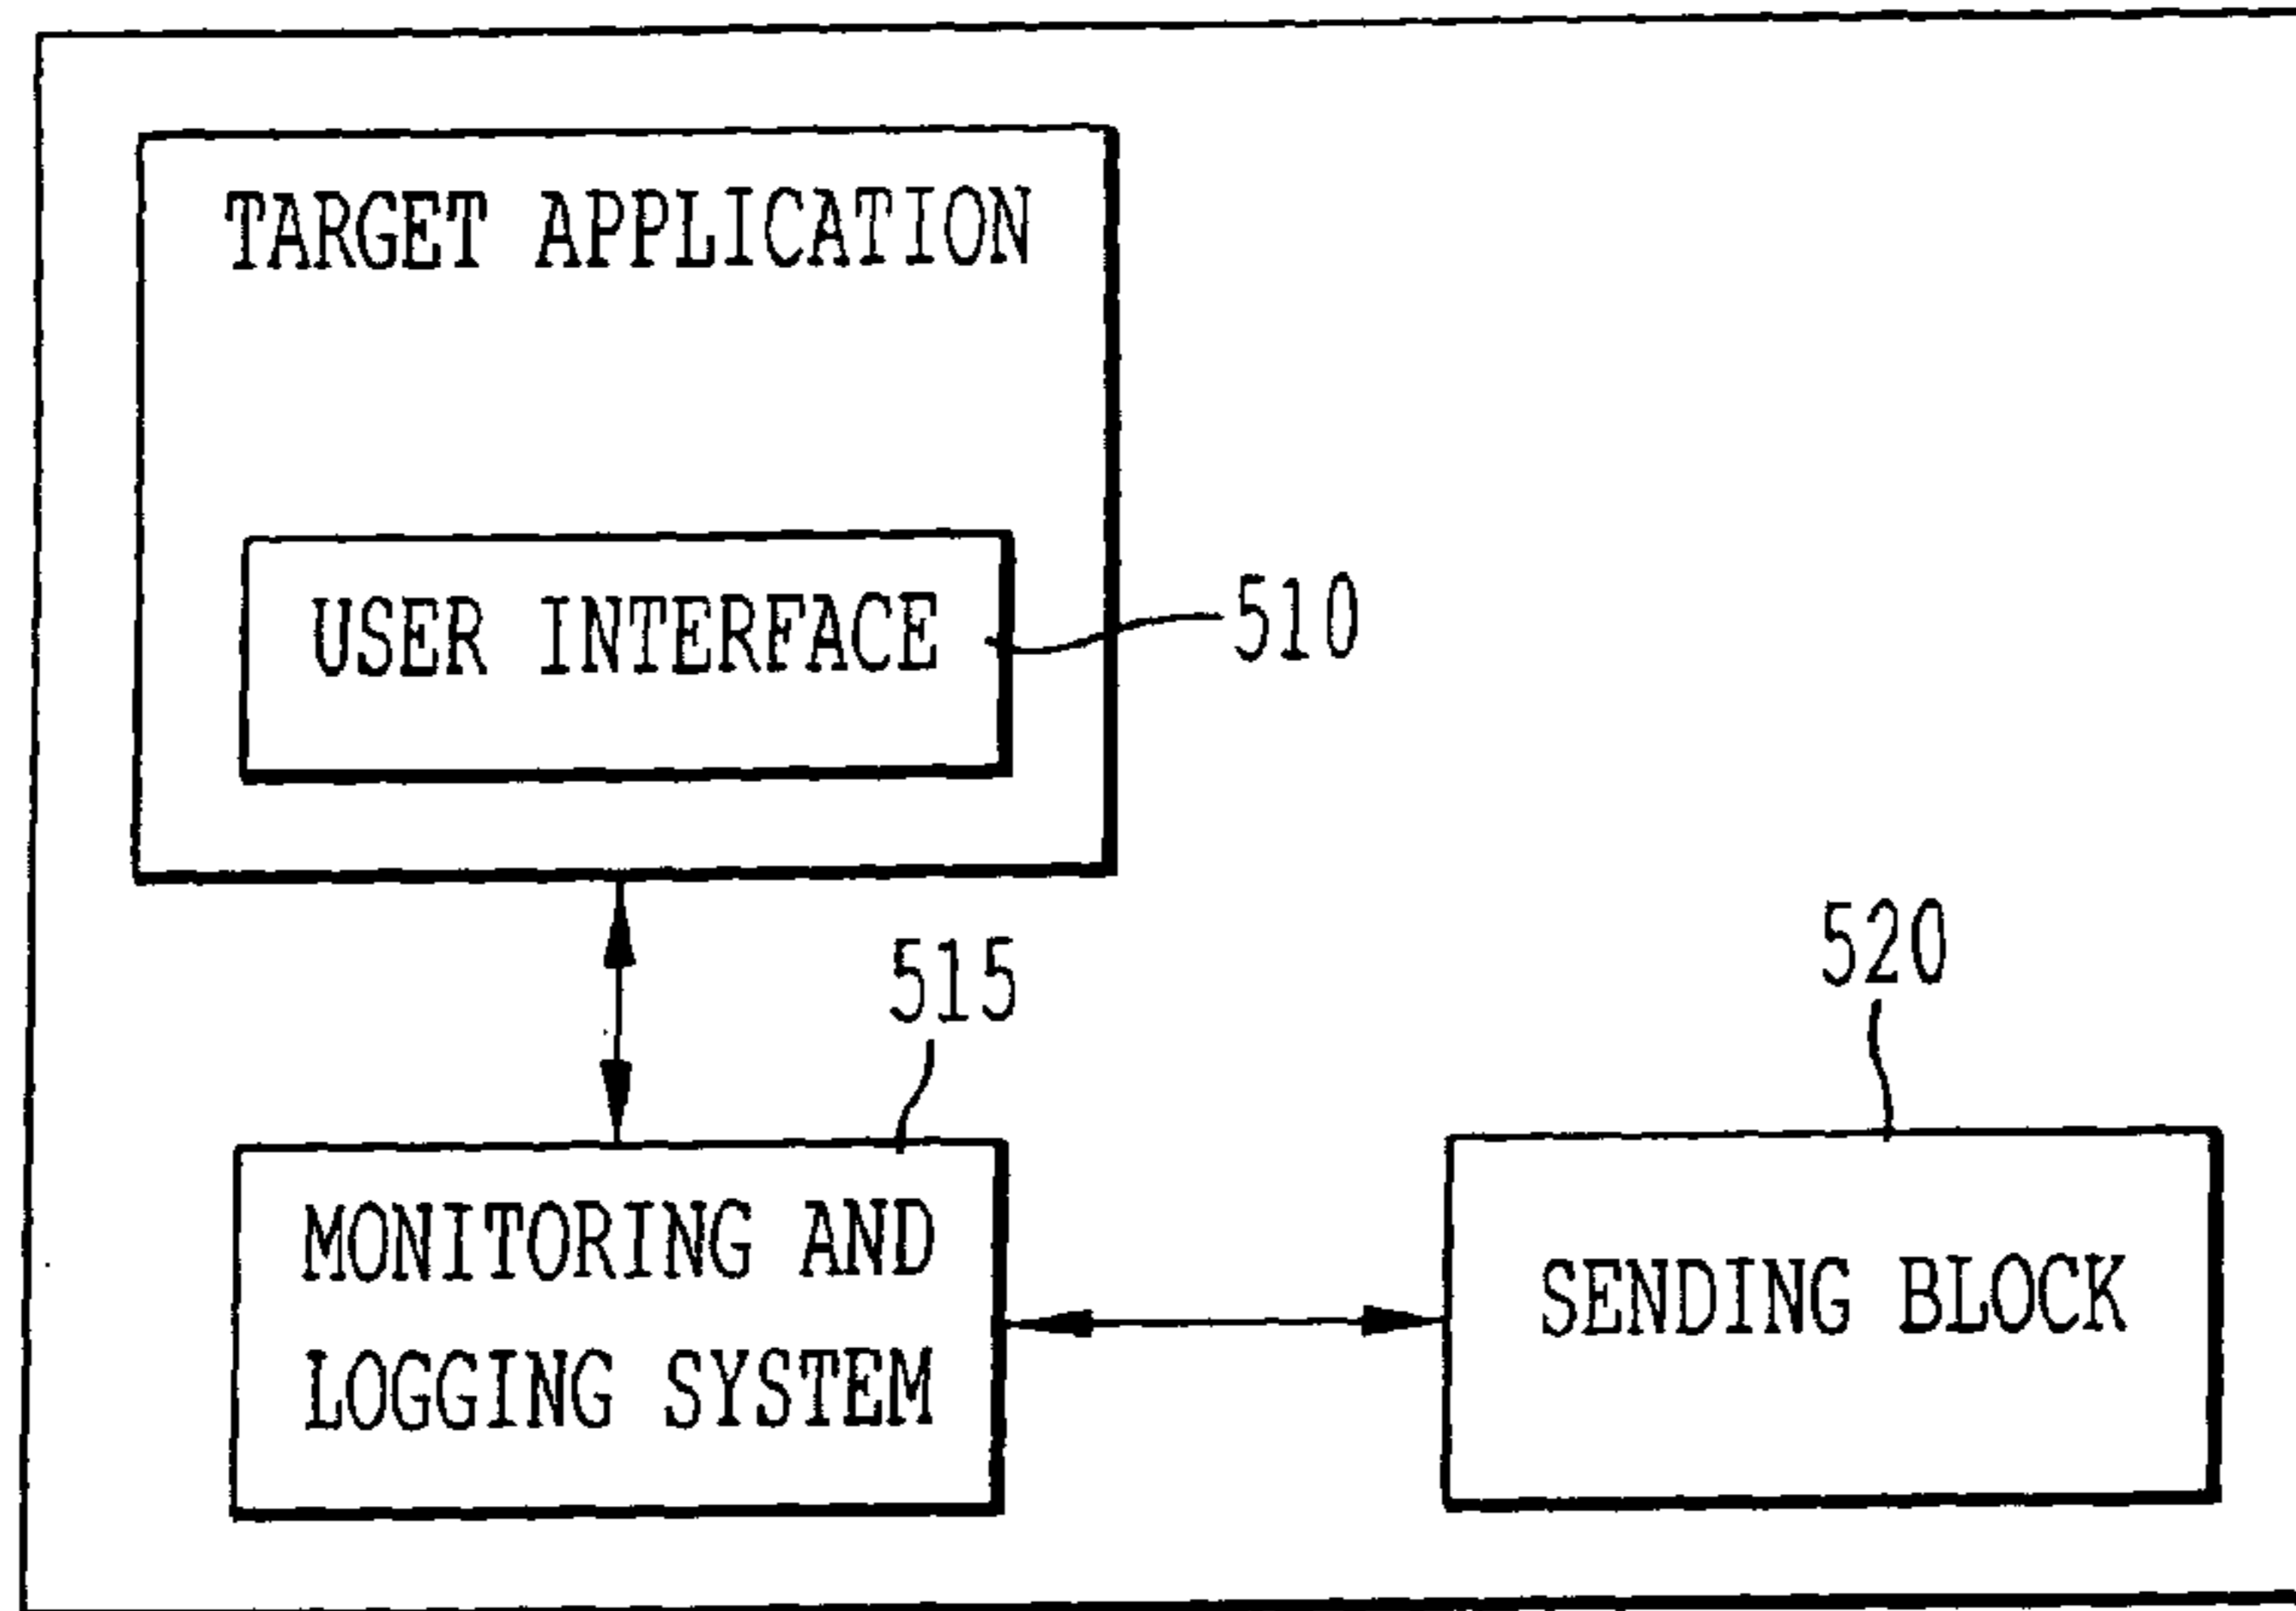 TARGET APPLICATION
USER INTERFACE
510
515
520
MONITORING AND
LOGGING SYSTEM
SENDING BLOCK